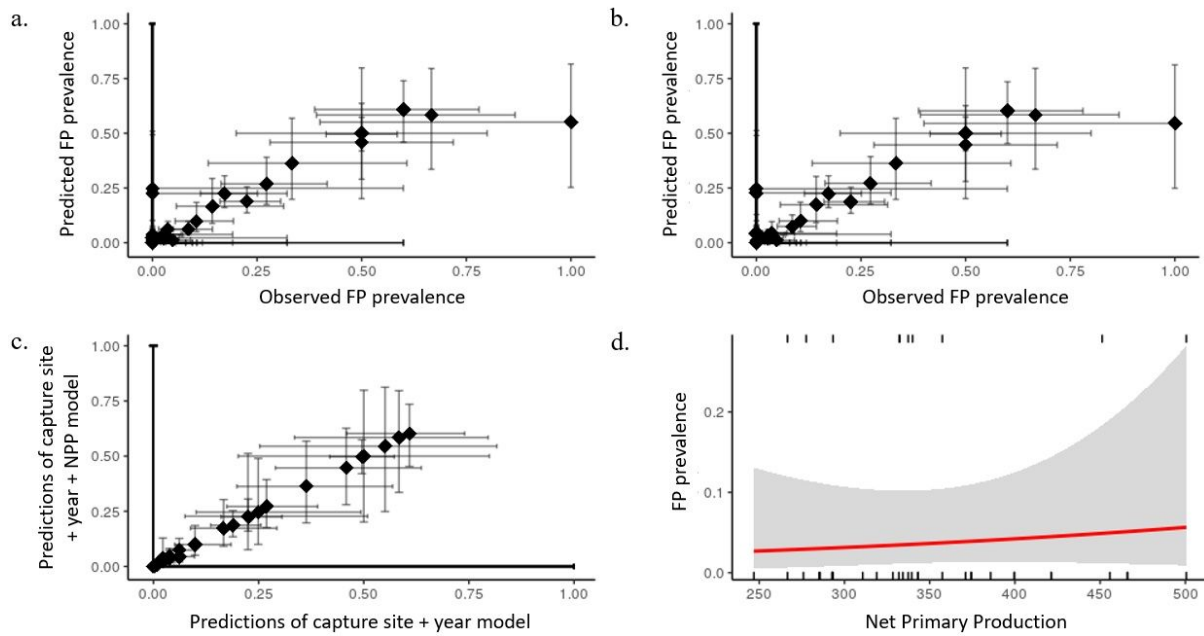 a.
Predicted FP prevalence
1.00
0.75
0.50
0.25
0.00
0.00 0.25 0.50 0.75 1.00
Observed FP prevalence
b.
Predicted FP prevalence
1.00
0.75
0.50
0.25
0.00
0.00 0.25 0.50 0.75 1.00
Observed FP prevalence
c.
Predictions of capture site
+ year + NPP model
1.00
0.75
0.50
0.25
0.00
0.00 0.25 0.50 0.75 1.00
Predictions of capture site + year model
d.
FP prevalence
0.2
0.1
0.0
250 300 350 400 450 500
Net Primary Production